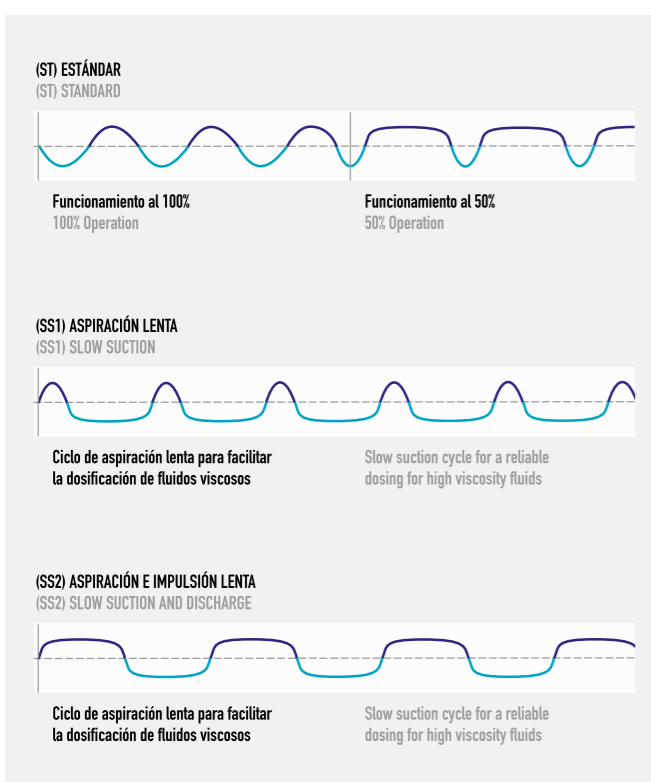 (ST) ESTÁNDAR
(ST) STANDARD
Funcionamiento al 100%
100% Operation
Funcionamiento al 50%
50% Operation
(SS1) ASPIRACIÓN LENTA
(SS1) SLOW SUCTION
Ciclo de aspiración lenta para facilitar
la dosificación de fluidos viscosos
Slow suction cycle for a reliable
dosing for high viscosity fluids
(SS2) ASPIRACIÓN E IMPULSIÓN LENTA
(SS2) SLOW SUCTION AND DISCHARGE
Ciclo de aspiración lenta para facilitar
la dosificación de fluidos viscosos
Slow suction cycle for a reliable
dosing for high viscosity fluids